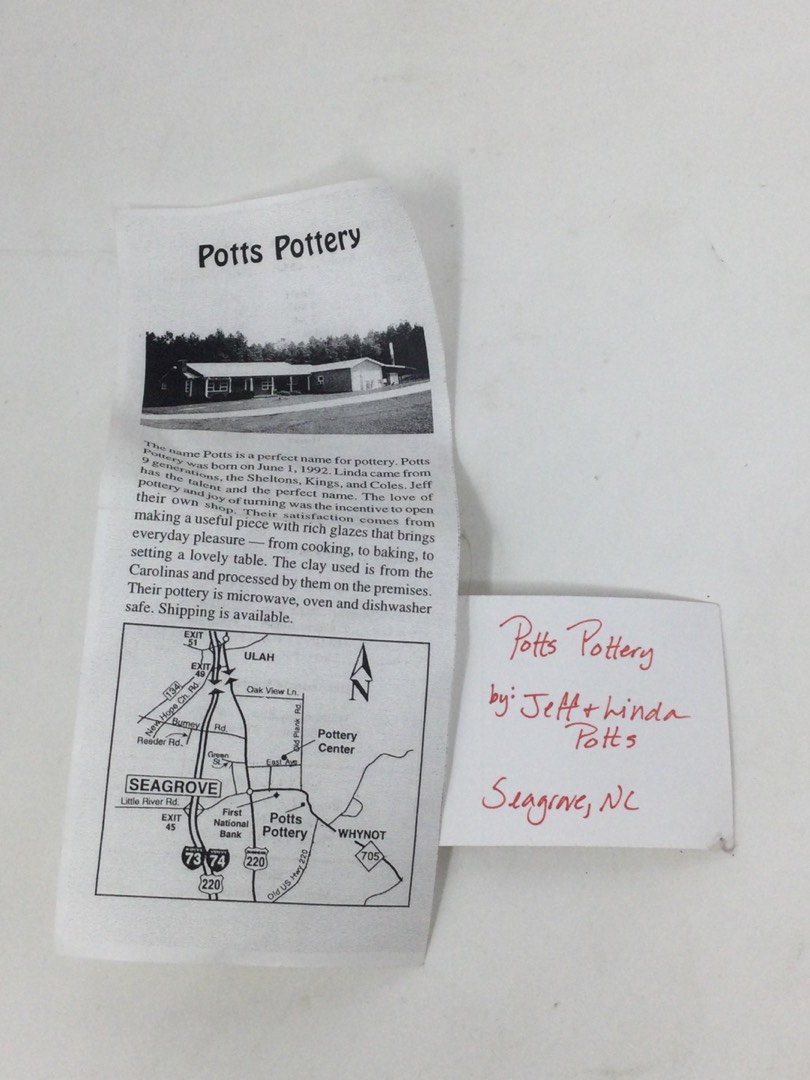 Potts Pottery
The name Potts is a perfect name for pottery. Potts
Pottery was born on June 1, 1992. Linda came from
9 generations, the Sheltons, Kings, and Coles. Jeff
has the talent and the perfect name. The love of
pottery and joy of turning was the incentive to open
their own shop. Their satisfaction comes from
making a useful piece with rich glazes that brings
everyday pleasure — from cooking, to baking, to
setting a lovely table. The clay used is from the
Carolinas and processed by them on the premises.
Their pottery is microwave, oven and dishwasher
safe. Shipping is available.
EXIT
51
ULAH
EXIT
49
N
134
New Hope Ch. Rd.
Oak View Ln.
Old Plank Rd.
Burney Rd.
Reeder Rd.
Pottery
Center
Green
St.
East Ave
SEAGROVE
Little River Rd.
EXIT
45
First
National
Bank
Potts
Pottery
WHYNOT
705
73
74
220
220
Old US Hwy 220
Potts Pottery
by: Jeff + Linda
Potts
Seagrove, NC